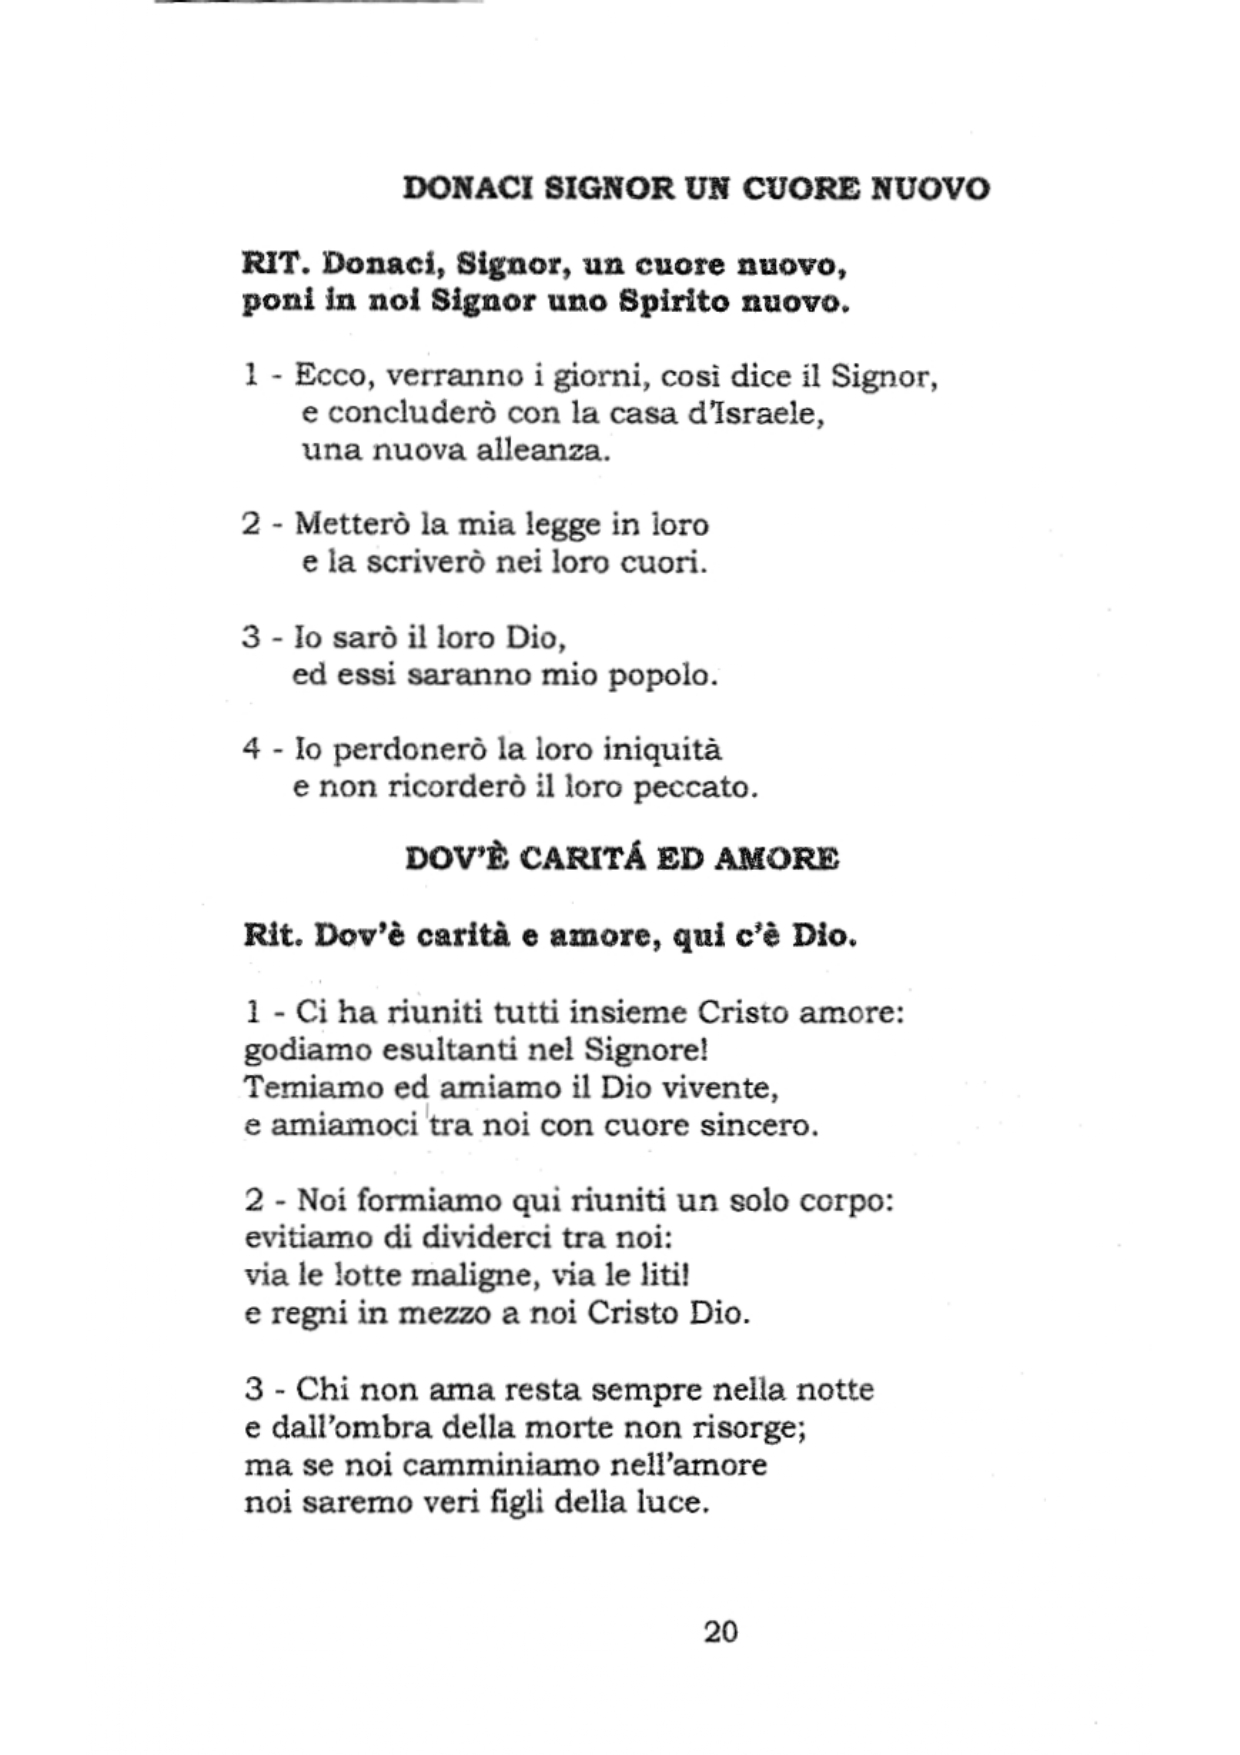 DONACI SIGNOR UN CUORE NUOVO
RIT. Donaci, Signor, un cuore nuovo,
poni in noi Signor uno Spirito nuovo.
1 - Ecco, verranno i giorni, così dice il Signor,
e concluderò con la casa d'Israele,
una nuova alleanza.
2 - Metterò la mia legge in loro
e la scriverò nei loro cuori.
3 - Io sarò il loro Dio,
ed essi saranno mio popolo.
4 - Io perdonerò la loro iniquità
e non ricorderò il loro peccato.
DOV'È CARITÁ ED AMORE
Rit. Dov'è carità e amore, qui c'è Dio.
1 - Ci ha riuniti tutti insieme Cristo amore:
godiamo esultanti nel Signore!
Temiamo ed amiamo il Dio vivente,
e amiamoci tra noi con cuore sincero.
2 - Noi formiamo qui riuniti un solo corpo:
evitiamo di dividerci tra noi:
via le lotte maligne, via le liti!
e regni in mezzo a noi Cristo Dio.
3 - Chi non ama resta sempre nella notte
e dall'ombra della morte non risorge;
ma se noi camminiamo nell'amore
noi saremo veri figli della luce.
20